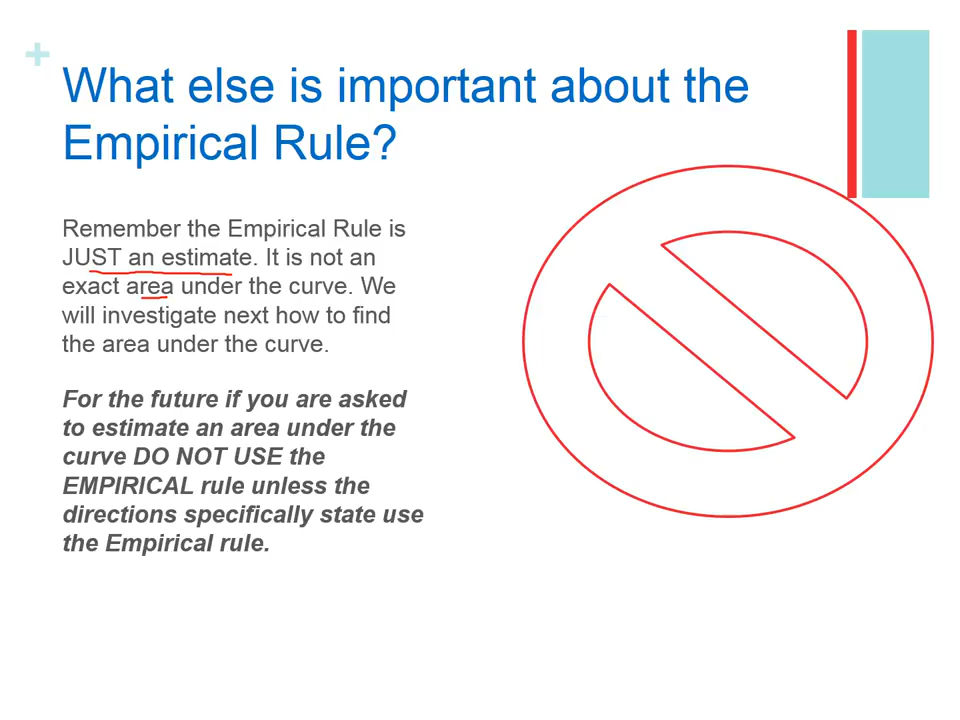 +
What else is important about the
Empirical Rule?
Remember the Empirical Rule is
JUST an estimate. It is not an
exact area under the curve. We
will investigate next how to find
the area under the curve.
For the future if you are asked
to estimate an area under the
curve DO NOT USE the
EMPIRICAL rule unless the
directions specifically state use
the Empirical rule.